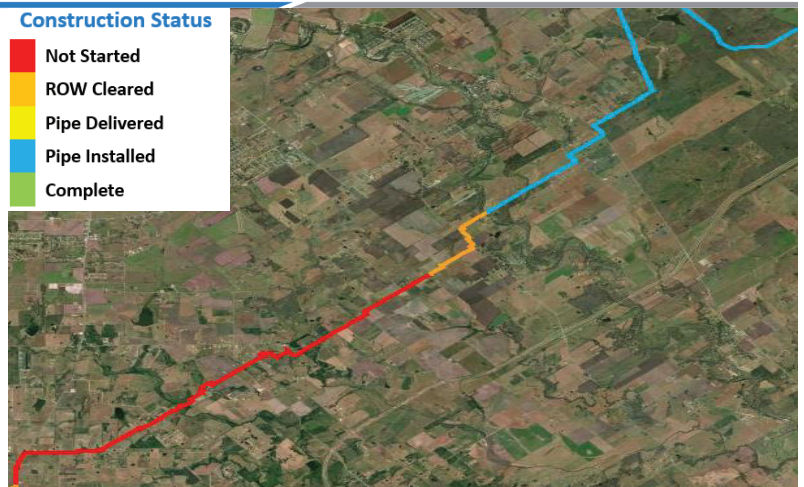 Construction Status
Not Started
ROW Cleared
Pipe Delivered
Pipe Installed
Complete